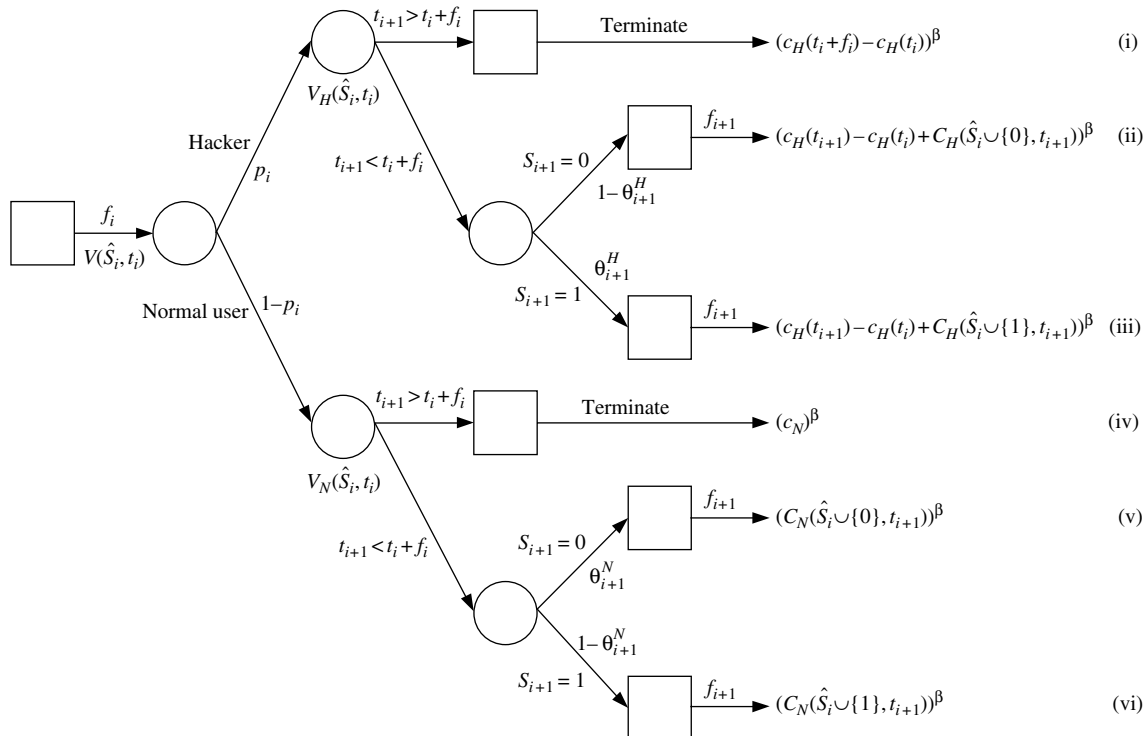 t_{i+1} > t_i + f_i
Terminate
(c_H(t_i + f_i) − c_H(t_i))^β
(i)
V_H(Ŝ_i, t_i)
Hacker
p_i
t_{i+1} < t_i + f_i
S_{i+1} = 0
1 − θ^H_{i+1}
f_{i+1}
(c_H(t_{i+1}) − c_H(t_i) + C_H(Ŝ_i ∪ {0}, t_{i+1}))^β
(ii)
f_i
V(Ŝ_i, t_i)
θ^H_{i+1}
S_{i+1} = 1
f_{i+1}
(c_H(t_{i+1}) − c_H(t_i) + C_H(Ŝ_i ∪ {1}, t_{i+1}))^β
(iii)
Normal user
1 − p_i
t_{i+1} > t_i + f_i
Terminate
(c_N)^β
(iv)
V_N(Ŝ_i, t_i)
t_{i+1} < t_i + f_i
S_{i+1} = 0
θ^N_{i+1}
f_{i+1}
(C_N(Ŝ_i ∪ {0}, t_{i+1}))^β
(v)
1 − θ^N_{i+1}
S_{i+1} = 1
f_{i+1}
(C_N(Ŝ_i ∪ {1}, t_{i+1}))^β
(vi)